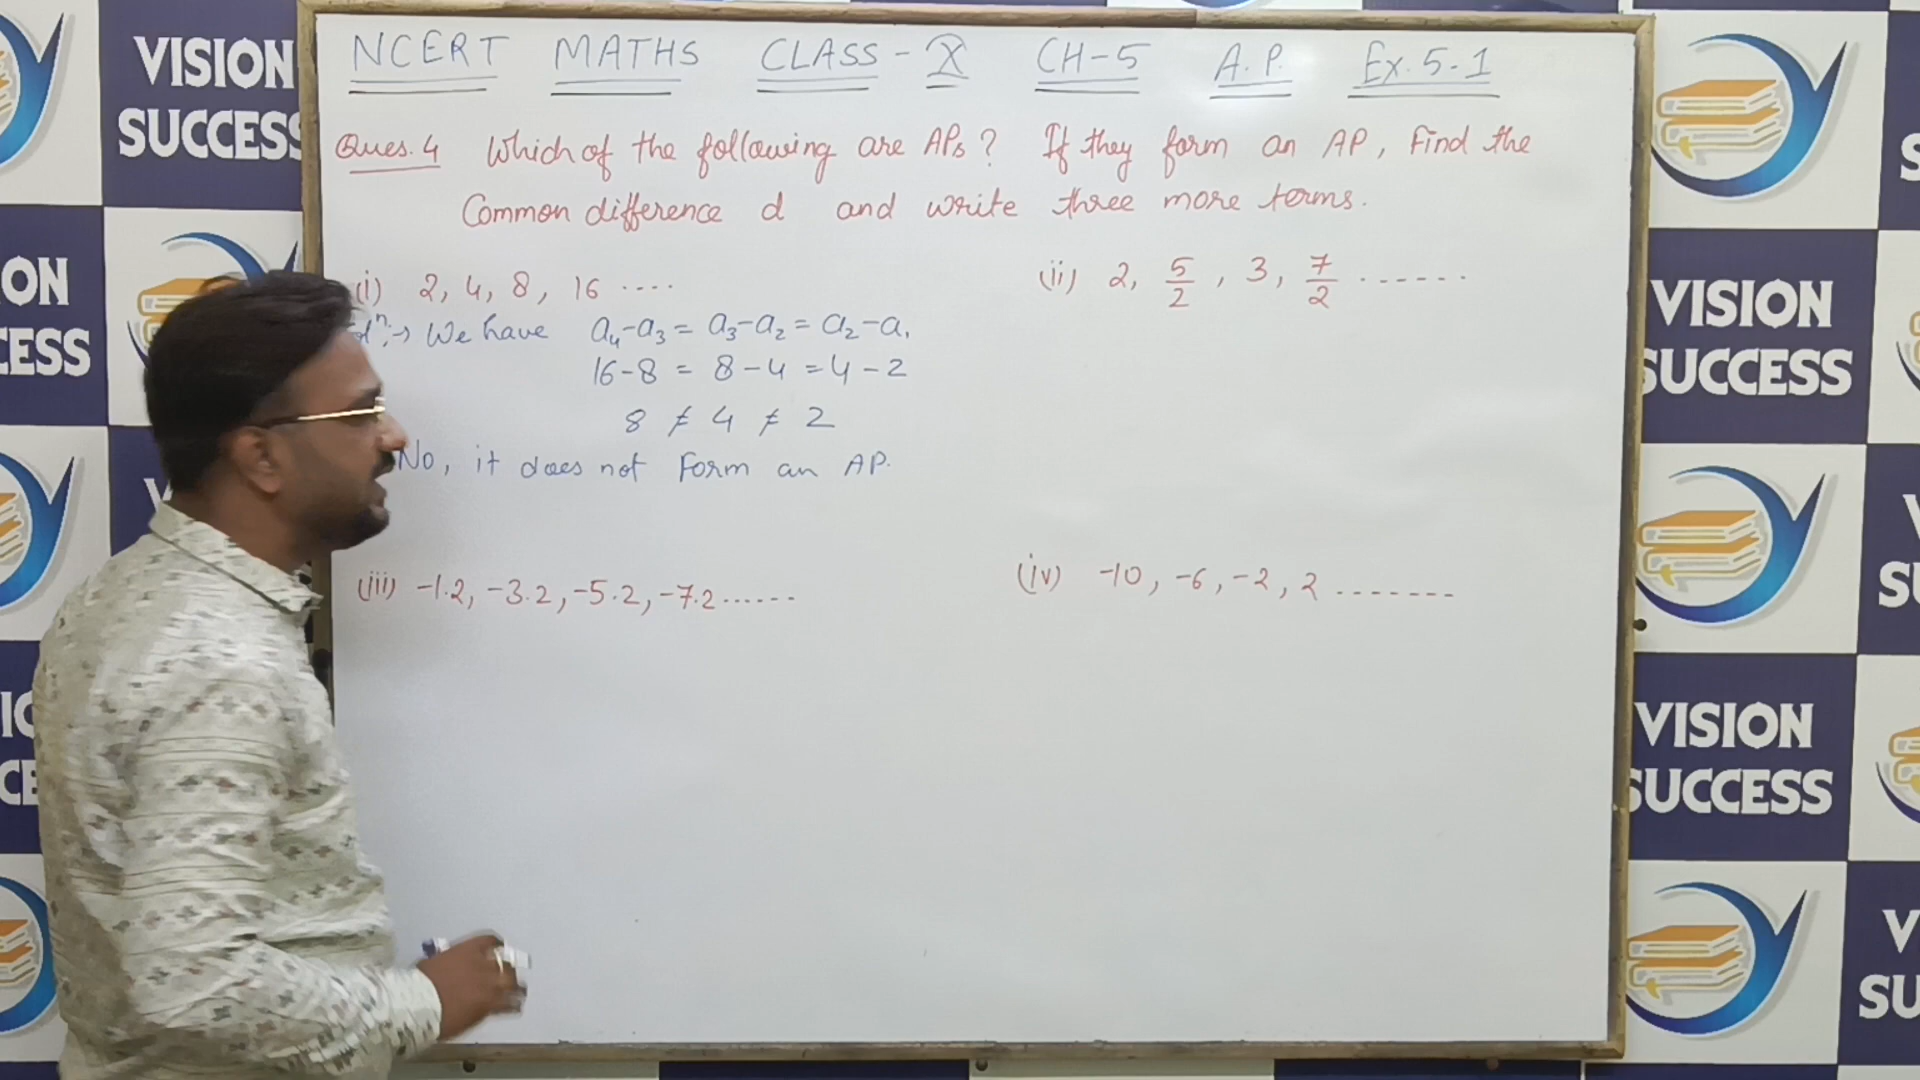 NCERT MATHS CLASS-X CH-5 A.P. Ex. 5.1
Ques. 4 Which of the following are APs? If they form an AP, Find the
Common difference d and write three more terms.
(i) 2, 4, 8, 16 ....
We have a₄-a₃ = a₃-a₂ = a₂-a₁
16-8 = 8-4 = 4-2
8 ≠ 4 ≠ 2
No, it does not Form an AP.
(ii) 2, 5/2, 3, 7/2 ......
(iii) -1.2, -3.2, -5.2, -7.2......
(iv) -10, -6, -2, 2 .......
VISION
SUCCESS
VISION
SUCCESS
VISION
SUCCESS